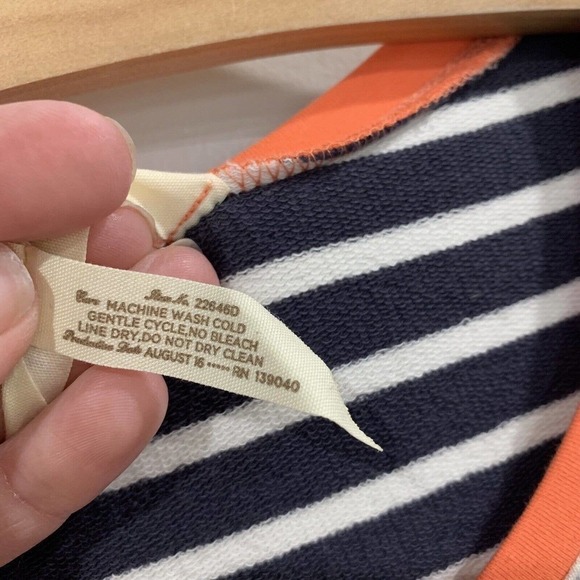 Item No. 22646D
Care MACHINE WASH COLD
GENTLE CYCLE, NO BLEACH
LINE DRY, DO NOT DRY CLEAN
Production Date AUGUST 16 ***** RN 139040